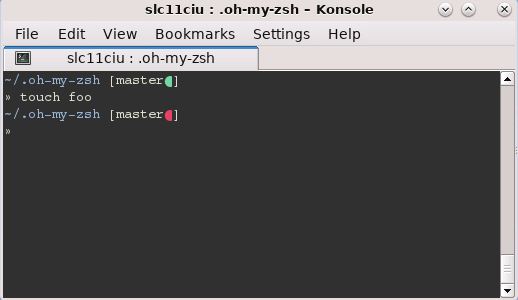 slc11ciu : .oh-my-zsh – Konsole
File Edit View Bookmarks Settings Help
slc11ciu : .oh-my-zsh
~/.oh-my-zsh [master●]
» touch foo
~/.oh-my-zsh [master●]
»